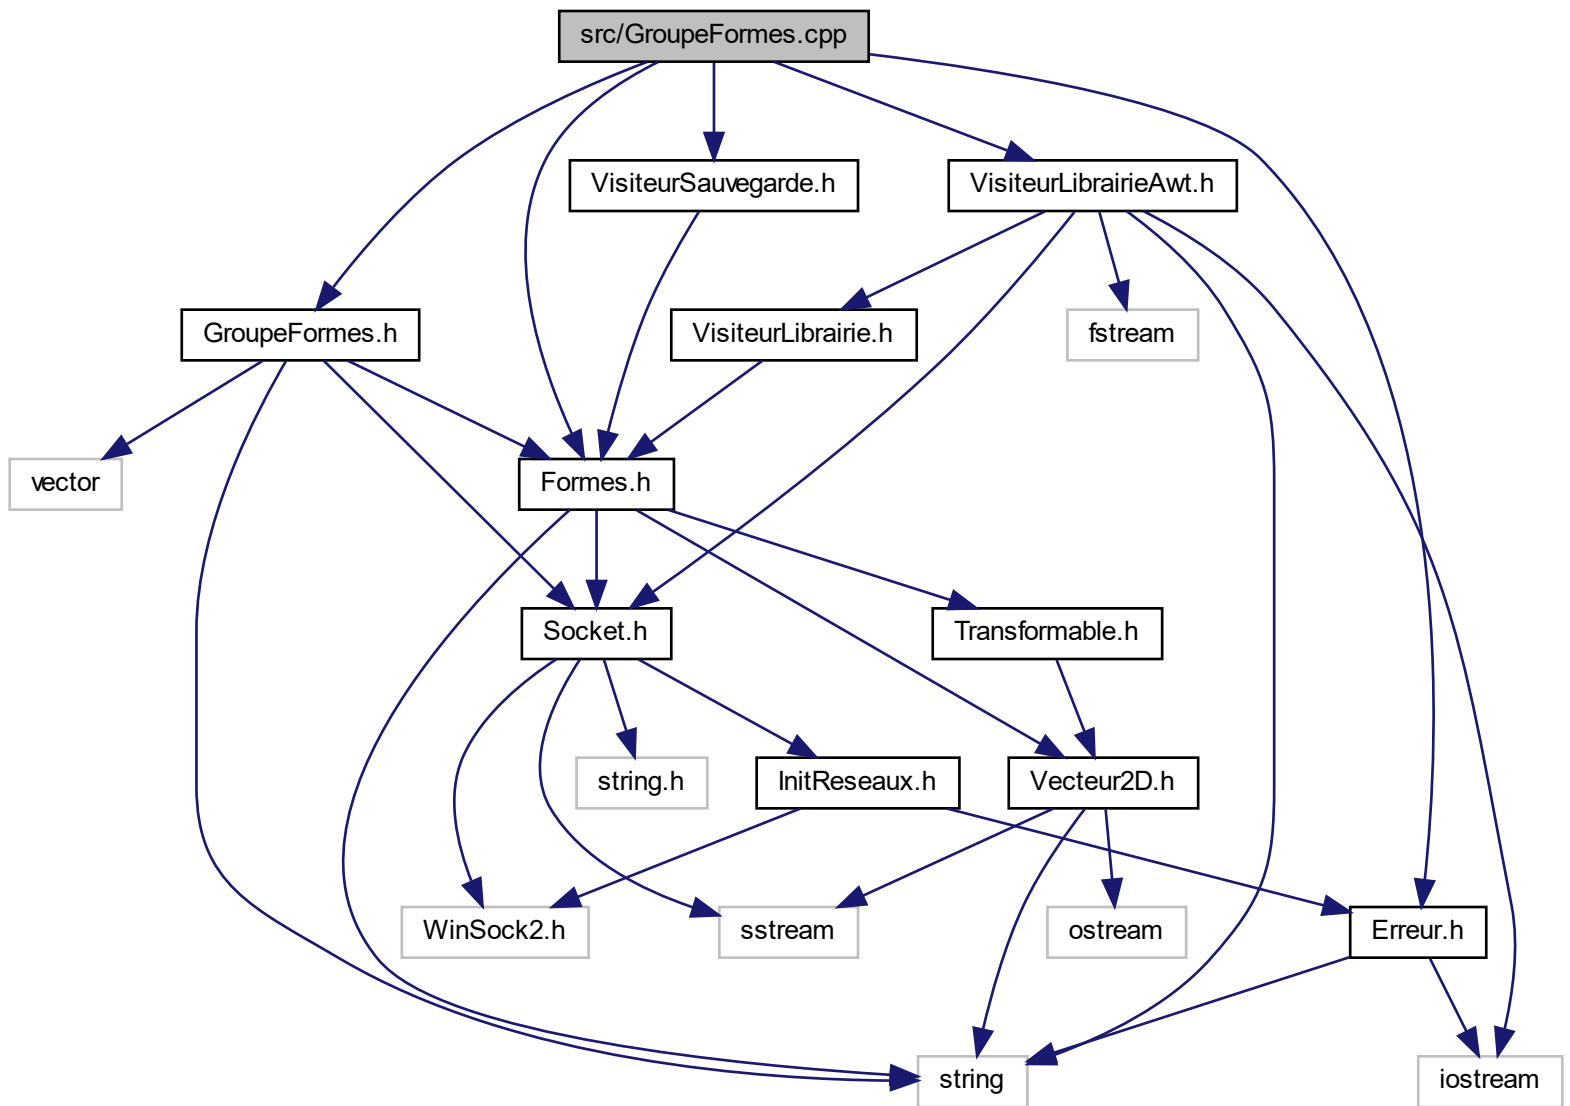 src/GroupeFormes.cpp
VisiteurSauvegarde.h
VisiteurLibrairieAwt.h
GroupeFormes.h
VisiteurLibrairie.h
fstream
vector
Formes.h
Socket.h
Transformable.h
string.h
InitReseaux.h
Vecteur2D.h
WinSock2.h
sstream
ostream
Erreur.h
string
iostream